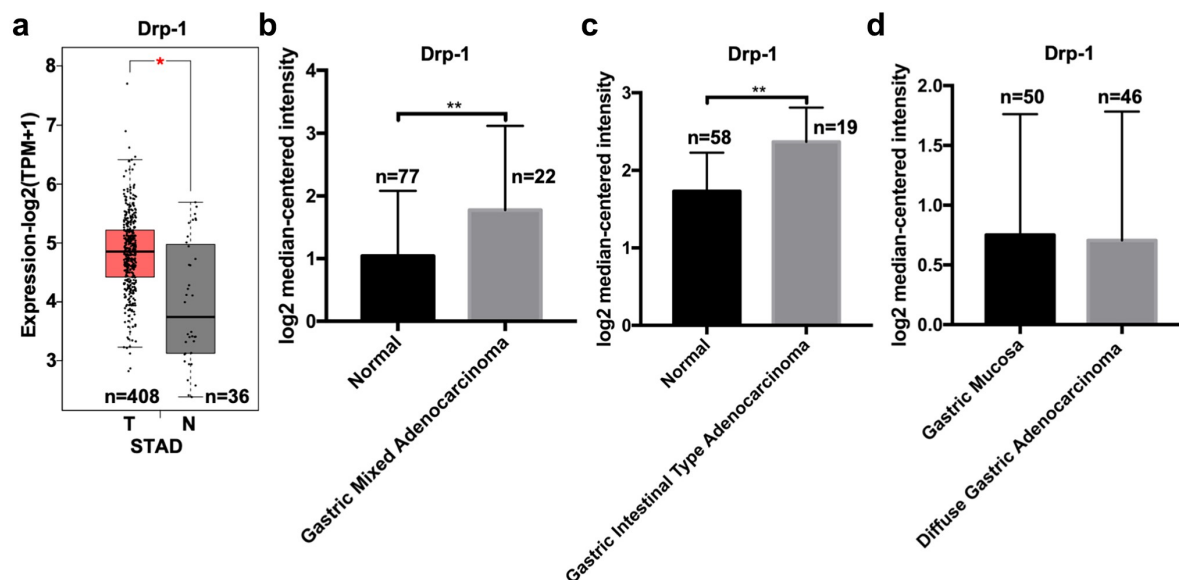 a
Drp-1
Expression-log2(TPM+1)
8
7
6
5
4
3
*
n=408
n=36
T
N
STAD
b
Drp-1
log2 median-centered intensity
4
3
2
1
0
**
n=77
n=22
Normal
Gastric Mixed Adenocarcinoma
c
Drp-1
log2 median-centered intensity
3
2
1
0
**
n=58
n=19
Normal
Gastric Intestinal Type Adenocarcinoma
d
Drp-1
log2 median-centered intensity
2.0
1.5
1.0
0.5
0.0
n=50
n=46
Gastric Mucosa
Diffuse Gastric Adenocarcinoma